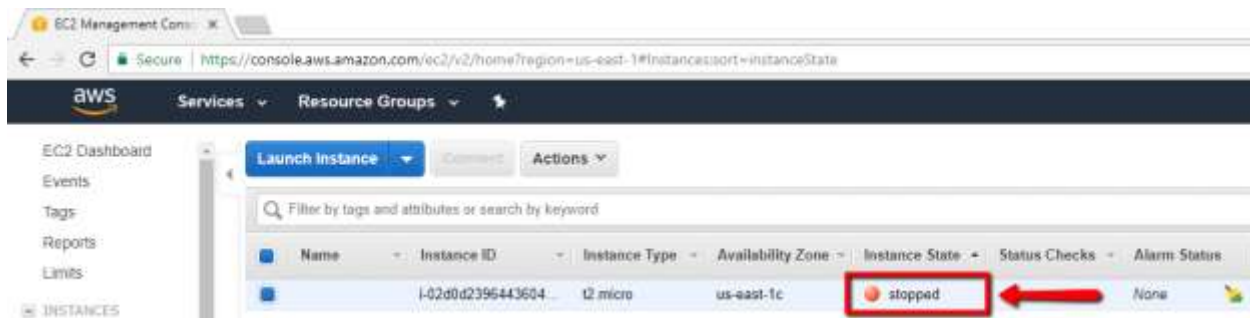 EC2 Management Cons
Secure | https://console.aws.amazon.com/ec2/v2/home?region=us-east-1#Instances:sort=instanceState
aws Services Resource Groups
EC2 Dashboard
Events
Tags
Reports
Limits
INSTANCES
Launch Instance Connect Actions
Filter by tags and attributes or search by keyword
Name Instance ID Instance Type Availability Zone Instance State Status Checks Alarm Status
i-02d0d2396443604... t2.micro us-east-1c stopped None